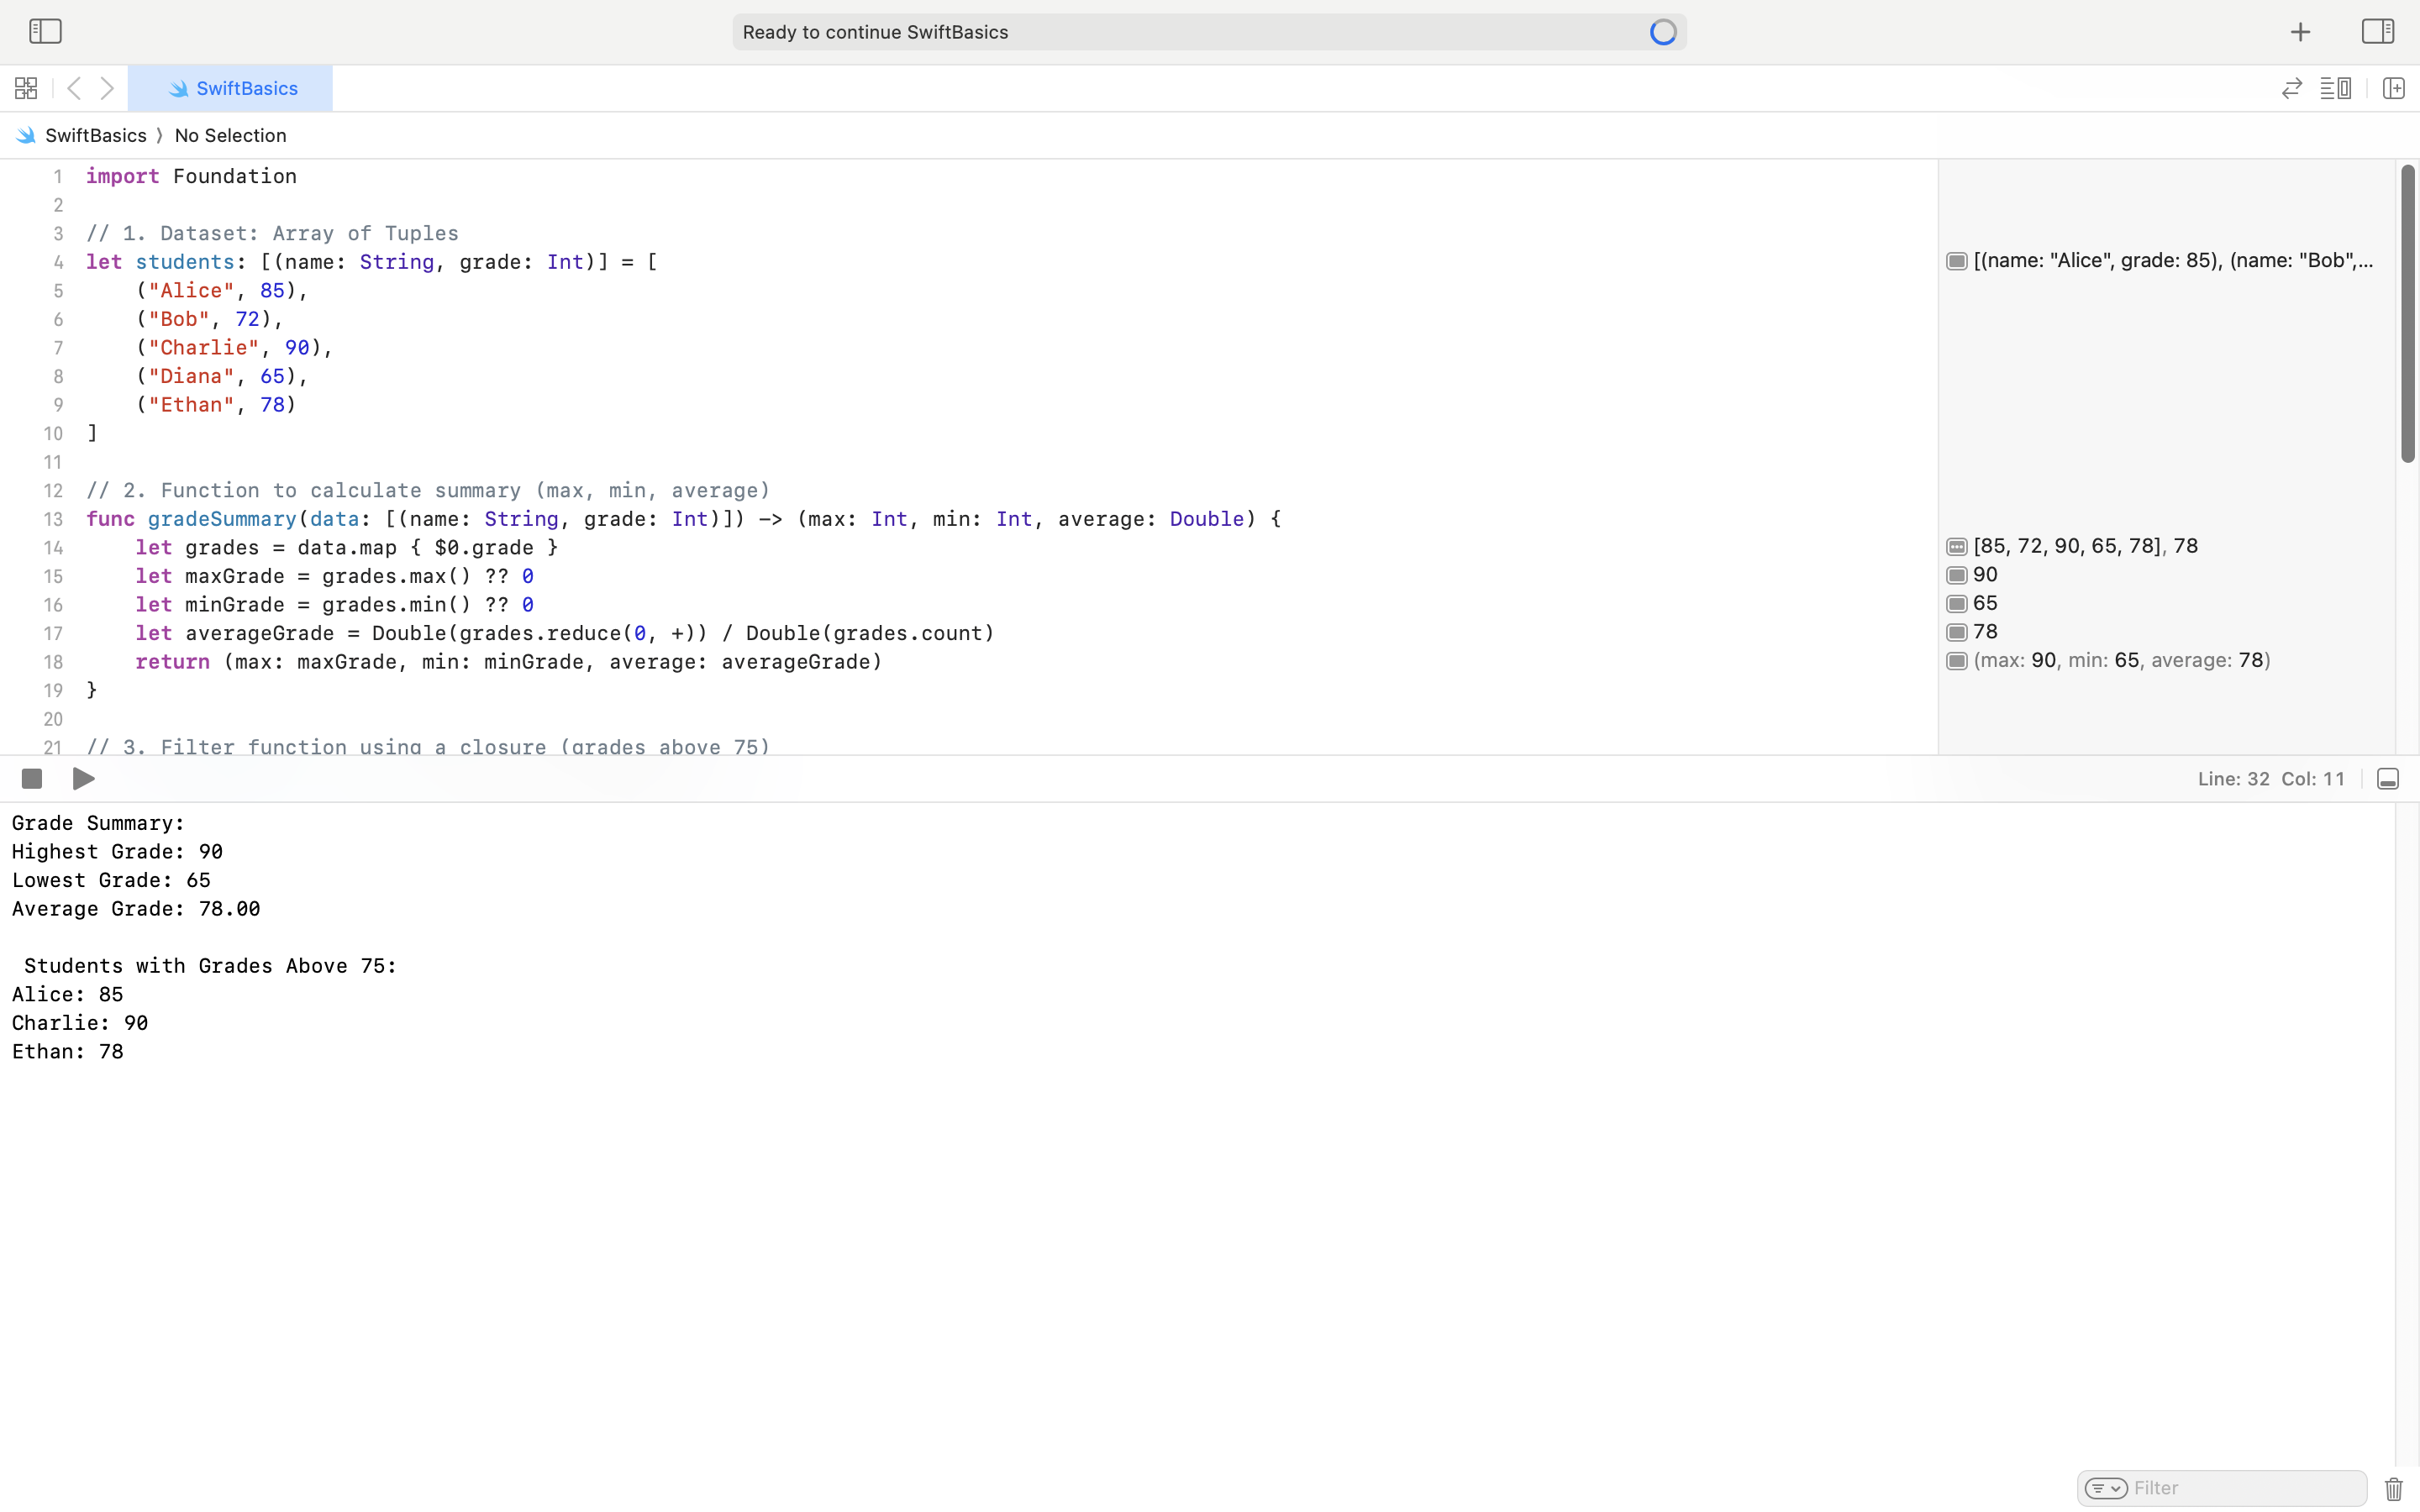 Ready to continue SwiftBasics
SwiftBasics
SwiftBasics 〉 No Selection
1 import Foundation
2
3 // 1. Dataset: Array of Tuples
4 let students: [(name: String, grade: Int)] = [
[(name: "Alice", grade: 85), (name: "Bob",...
5     ("Alice", 85),
6     ("Bob", 72),
7     ("Charlie", 90),
8     ("Diana", 65),
9     ("Ethan", 78)
10 ]
11
12 // 2. Function to calculate summary (max, min, average)
13 func gradeSummary(data: [(name: String, grade: Int)]) -> (max: Int, min: Int, average: Double) {
14     let grades = data.map { $0.grade }
[85, 72, 90, 65, 78], 78
15     let maxGrade = grades.max() ?? 0
90
16     let minGrade = grades.min() ?? 0
65
17     let averageGrade = Double(grades.reduce(0, +)) / Double(grades.count)
78
18     return (max: maxGrade, min: minGrade, average: averageGrade)
(max: 90, min: 65, average: 78)
19 }
20
21 // 3. Filter function using a closure (grades above 75)
Line: 32 Col: 11
Grade Summary:
Highest Grade: 90
Lowest Grade: 65
Average Grade: 78.00
Students with Grades Above 75:
Alice: 85
Charlie: 90
Ethan: 78
Filter